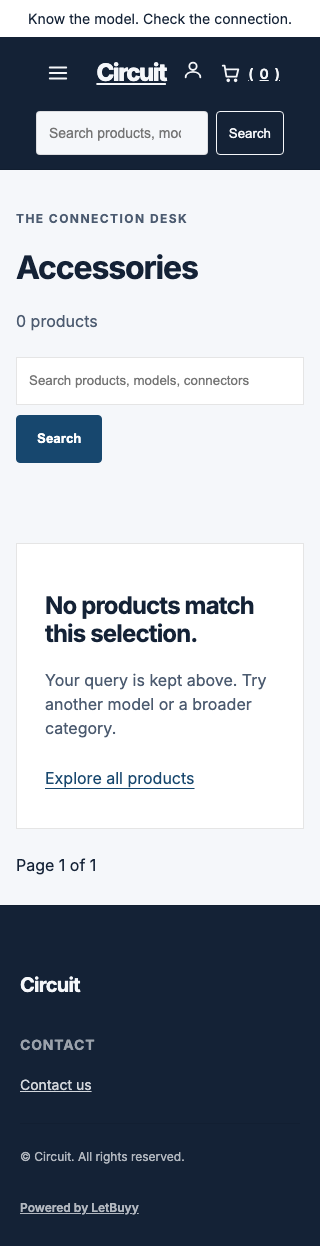 Know the model. Check the connection.
Circuit
( 0 )
Search products, moc
Search
THE CONNECTION DESK
Accessories
0 products
Search products, models, connectors
Search
No products match
this selection.
Your query is kept above. Try
another model or a broader
category.
Explore all products
Page 1 of 1
Circuit
CONTACT
Contact us
© Circuit. All rights reserved.
Powered by LetBuyy